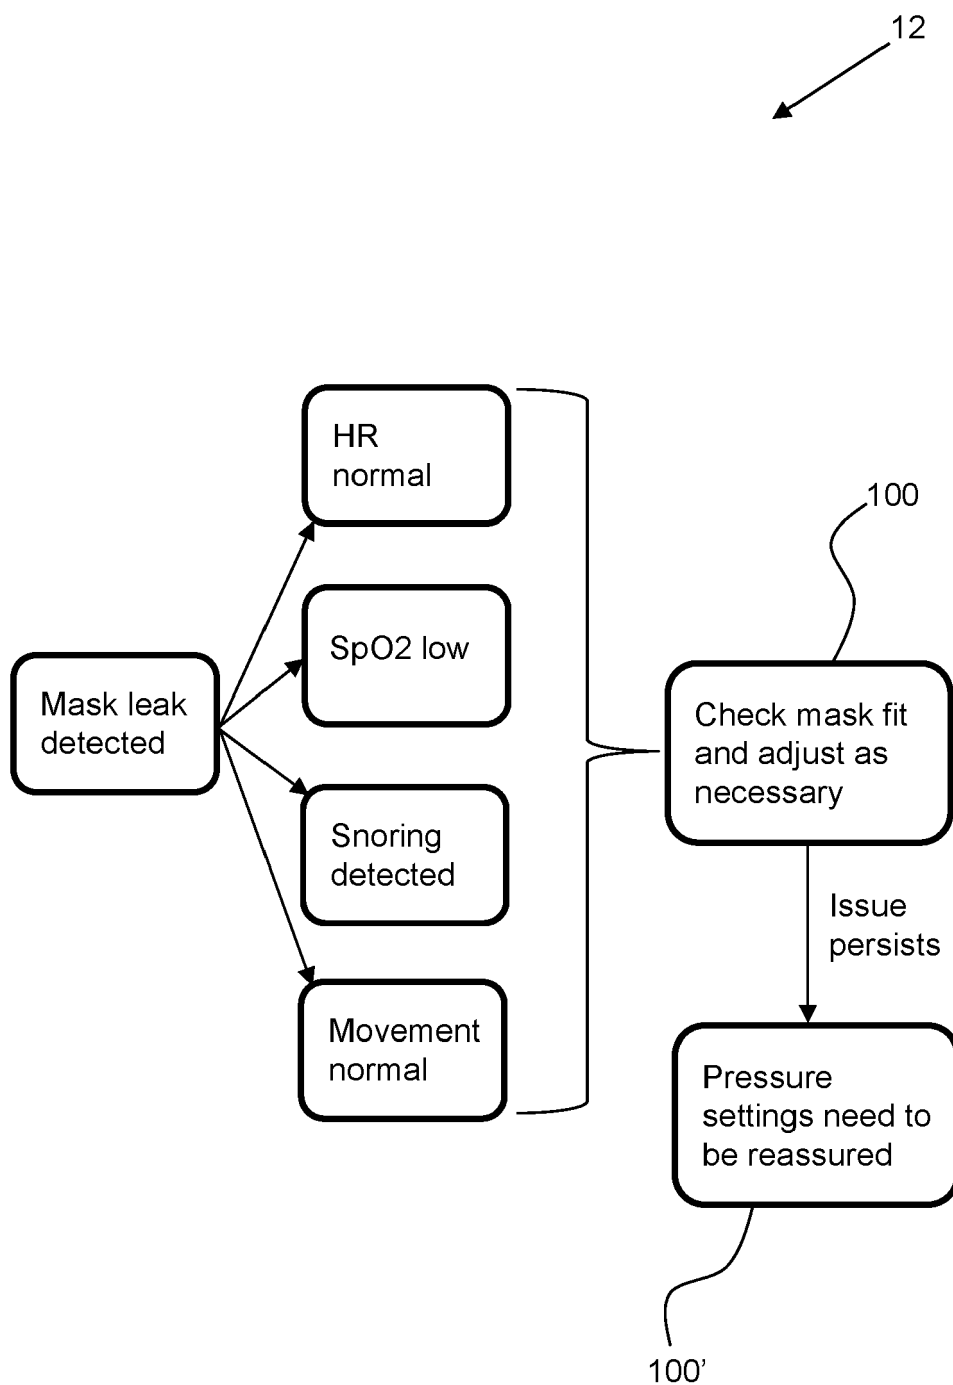 12
HR
normal
100
SpO2 low
Mask leak
detected
Check mask fit
and adjust as
necessary
Snoring
detected
Issue
persists
Movement
normal
Pressure
settings need to
be reassured
100’